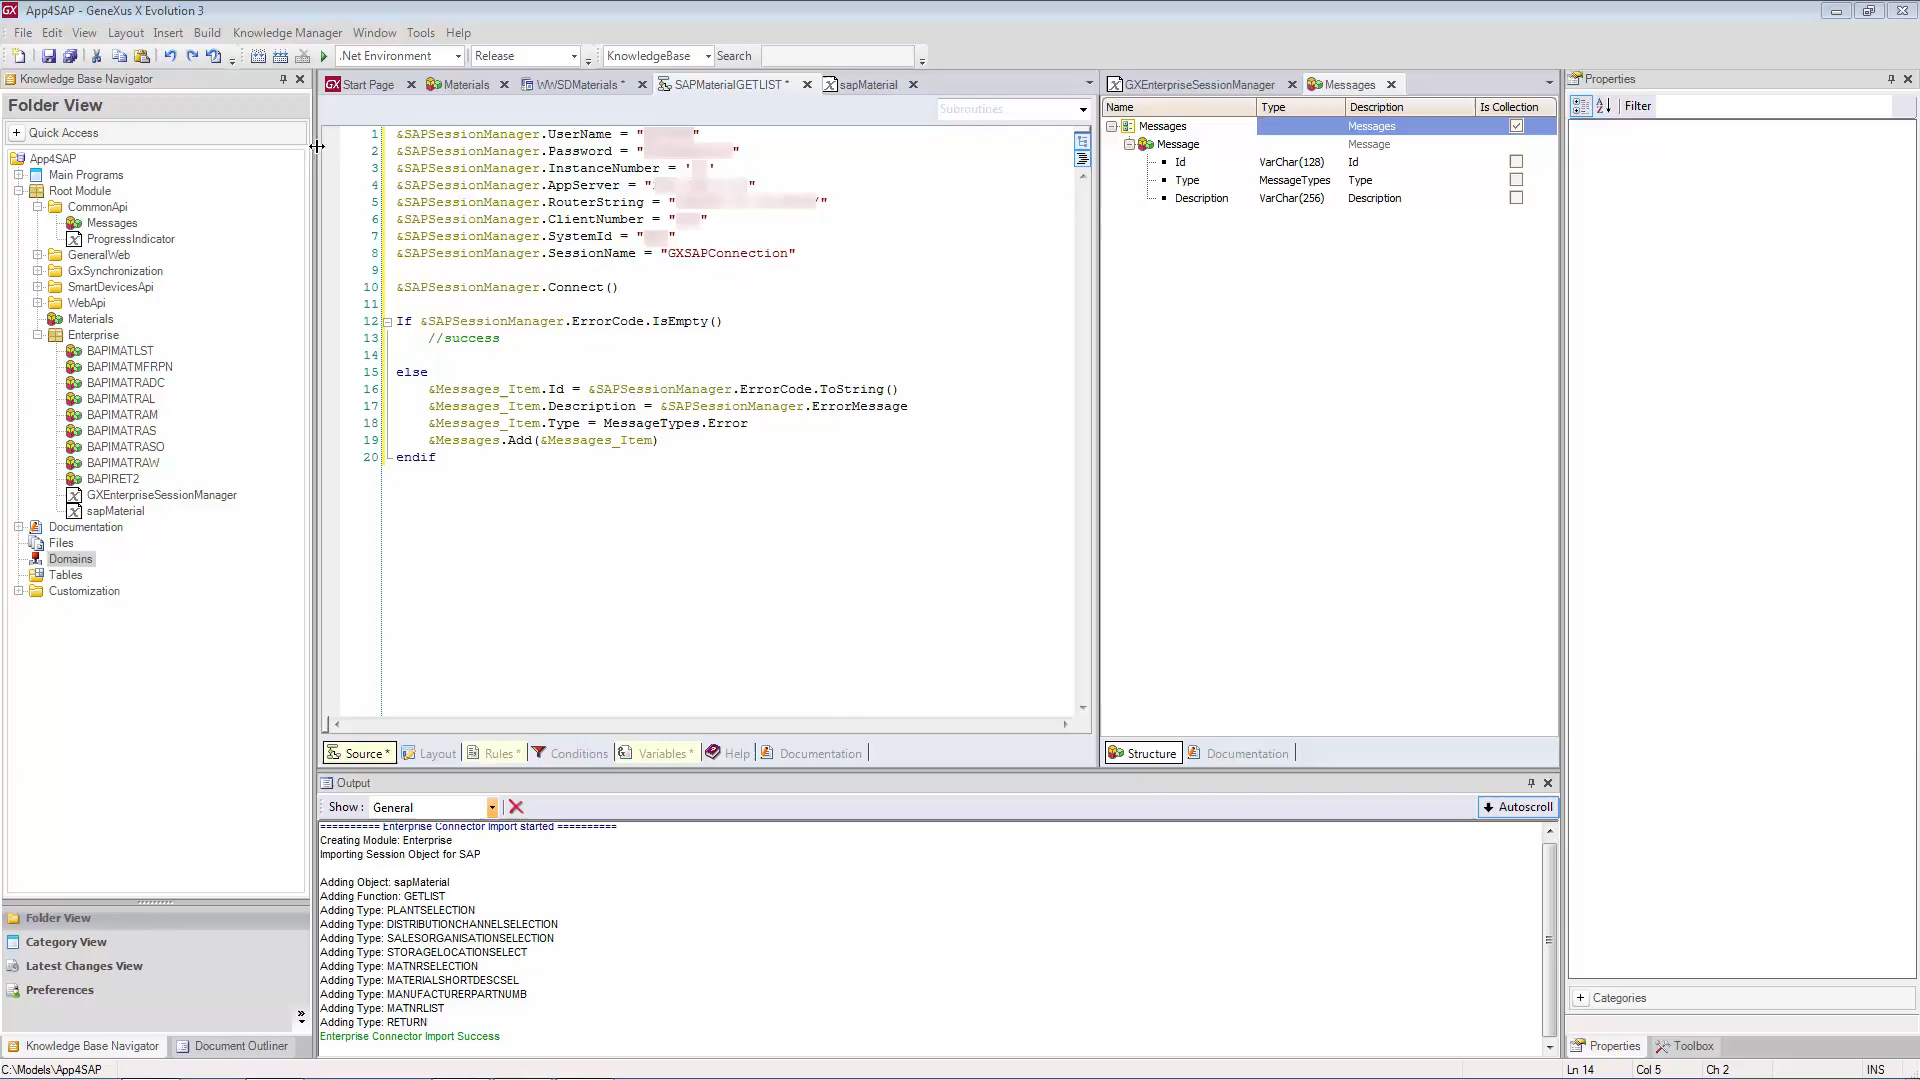 App4SAP - GeneXus X Evolution 3
File Edit View Layout Insert Build Knowledge Manager Window Tools Help
.Net Environment Release KnowledgeBase Search
Knowledge Base Navigator
Folder View
Quick Access
App4SAP
Main Programs
Root Module
CommonApi
Messages
ProgressIndicator
GeneralWeb
GxSynchronization
SmartDevicesApi
WebApi
Materials
Enterprise
BAPIMATLST
BAPIMATMFRPN
BAPIMATRADC
BAPIMATRAL
BAPIMATRAM
BAPIMATRAS
BAPIMATRASO
BAPIMATRAW
BAPIRET2
GXEnterpriseSessionManager
sapMaterial
Documentation
Files
Domains
Tables
Customization
Folder View
Category View
Latest Changes View
Preferences
Knowledge Base Navigator Document Outliner
Start Page Materials WWSDMaterials * SAPMaterialGETLIST * sapMaterial
Subroutines
1 &SAPSessionManager.UserName = " "
2 &SAPSessionManager.Password = " "
3 &SAPSessionManager.InstanceNumber = ' '
4 &SAPSessionManager.AppServer = " "
5 &SAPSessionManager.RouterString = " /"
6 &SAPSessionManager.ClientNumber = " "
7 &SAPSessionManager.SystemId = " "
8 &SAPSessionManager.SessionName = "GXSAPConnection"
9
10 &SAPSessionManager.Connect()
11
12 If &SAPSessionManager.ErrorCode.IsEmpty()
13 //success
14
15 else
16 &Messages_Item.Id = &SAPSessionManager.ErrorCode.ToString()
17 &Messages_Item.Description = &SAPSessionManager.ErrorMessage
18 &Messages_Item.Type = MessageTypes.Error
19 &Messages.Add(&Messages_Item)
20 endif
Source * Layout Rules * Conditions Variables * Help Documentation
GXEnterpriseSessionManager Messages
Name Type Description Is Collection
Messages Messages
Message Message
Id VarChar(128) Id
Type MessageTypes Type
Description VarChar(256) Description
Structure Documentation
Output
Show : General Autoscroll
========== Enterprise Connector Import started ==========
Creating Module: Enterprise
Importing Session Object for SAP
Adding Object: sapMaterial
Adding Function: GETLIST
Adding Type: PLANTSELECTION
Adding Type: DISTRIBUTIONCHANNELSELECTION
Adding Type: SALESORGANISATIONSELECTION
Adding Type: STORAGELOCATIONSELECT
Adding Type: MATNRSELECTION
Adding Type: MATERIALSHORTDESCSEL
Adding Type: MANUFACTURERPARTNUMB
Adding Type: MATNRLIST
Adding Type: RETURN
Enterprise Connector Import Success
Properties
Filter
Categories
Properties Toolbox
C:\Models\App4SAP Ln 14 Col 5 Ch 2 INS